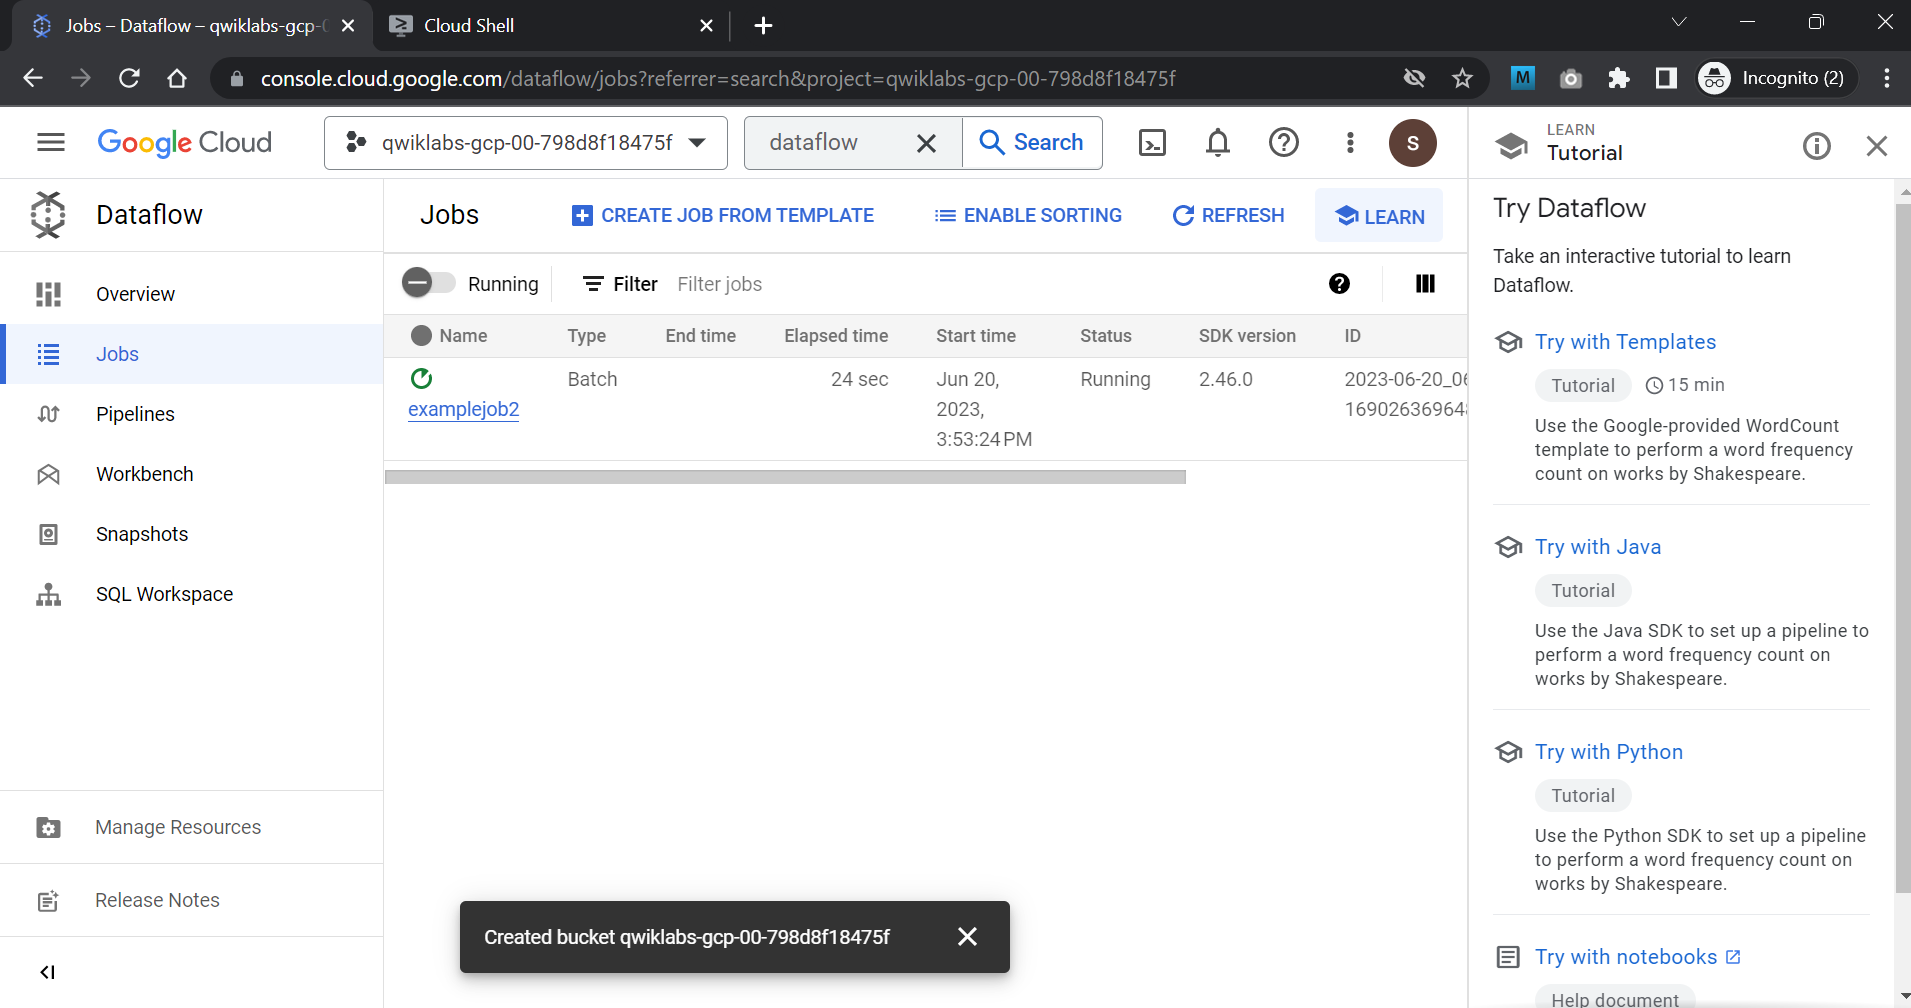 Jobs – Dataflow – qwiklabs-gcp-
Cloud Shell
console.cloud.google.com/dataflow/jobs?referrer=search&project=qwiklabs-gcp-00-798d8f18475f
M
Incognito (2)
Google Cloud
qwiklabs-gcp-00-798d8f18475f
dataflow
Search
S
LEARN
Tutorial
Dataflow
Overview
Jobs
Pipelines
Workbench
Snapshots
SQL Workspace
Manage Resources
Release Notes
Jobs
CREATE JOB FROM TEMPLATE
ENABLE SORTING
REFRESH
LEARN
Running
Filter
Filter jobs
Name Type End time Elapsed time Start time Status SDK version ID
Batch 24 sec Jun 20, Running 2.46.0 2023-06-20_06
examplejob2 2023, 16902636964
3:53:24 PM
Created bucket qwiklabs-gcp-00-798d8f18475f
Try Dataflow
Take an interactive tutorial to learn
Dataflow.
Try with Templates
Tutorial 15 min
Use the Google-provided WordCount
template to perform a word frequency
count on works by Shakespeare.
Try with Java
Tutorial
Use the Java SDK to set up a pipeline to
perform a word frequency count on
works by Shakespeare.
Try with Python
Tutorial
Use the Python SDK to set up a pipeline
to perform a word frequency count on
works by Shakespeare.
Try with notebooks
Help document